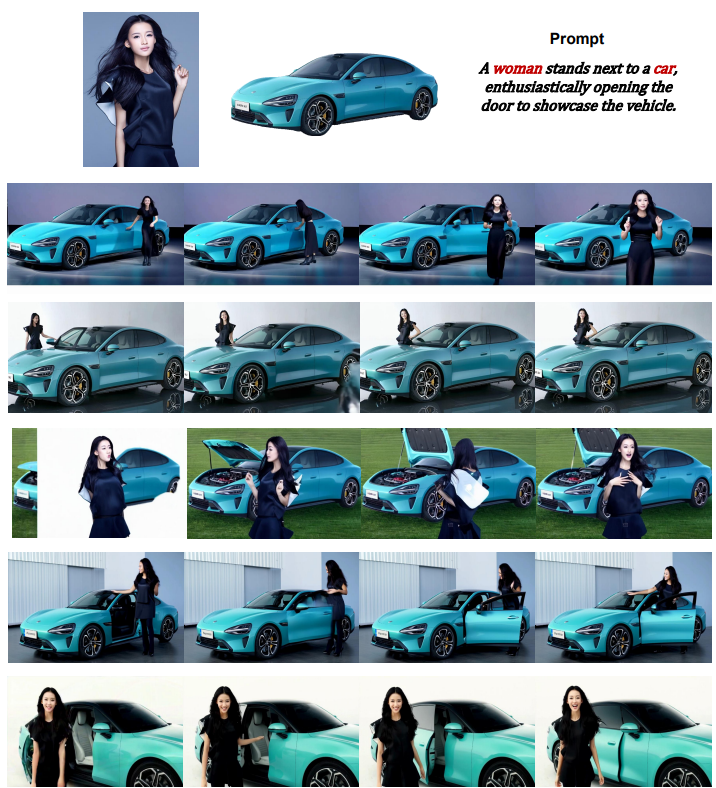 Prompt
A woman stands next to a car,
enthusiastically opening the
door to showcase the vehicle.